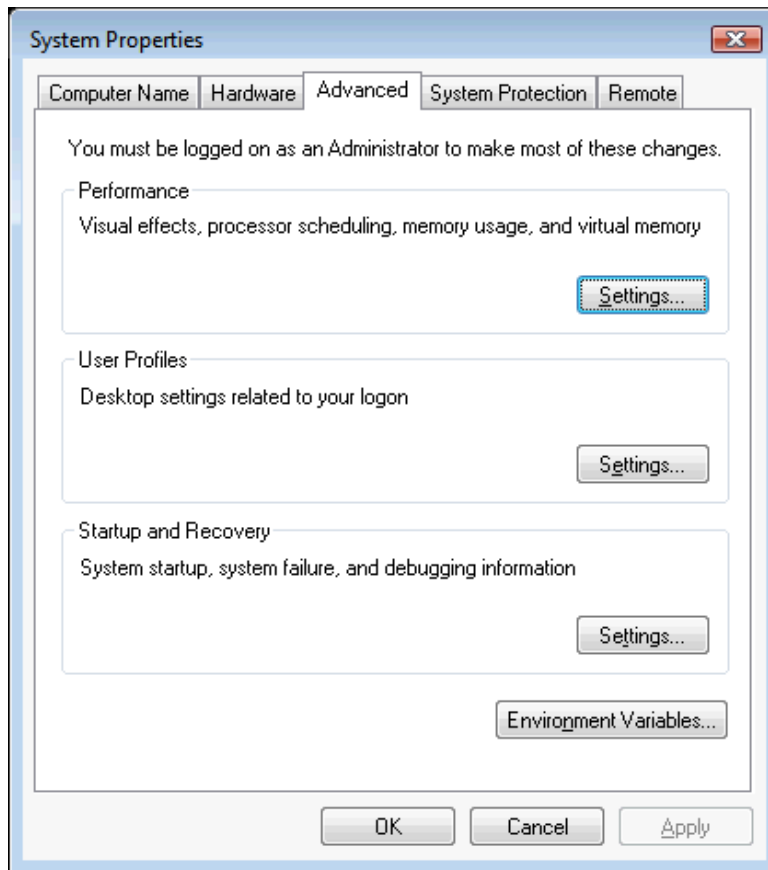 System Properties
Computer Name Hardware Advanced System Protection Remote
You must be logged on as an Administrator to make most of these changes.
Performance
Visual effects, processor scheduling, memory usage, and virtual memory
Settings...
User Profiles
Desktop settings related to your logon
Settings...
Startup and Recovery
System startup, system failure, and debugging information
Settings...
Environment Variables...
OK Cancel Apply